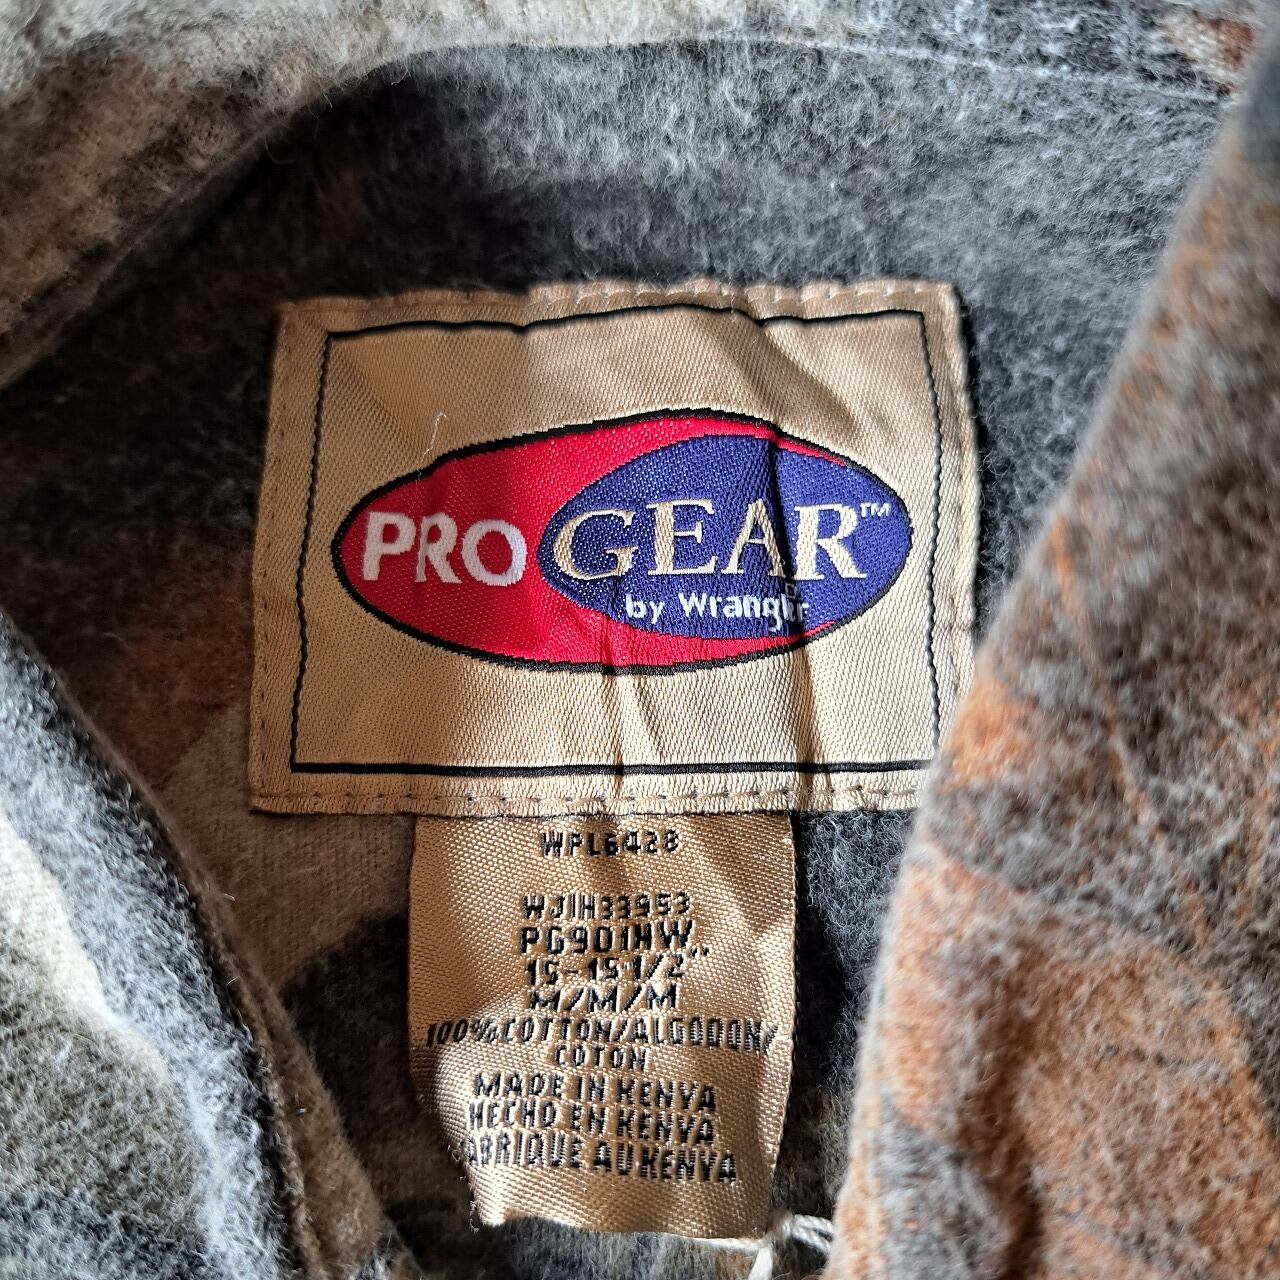 PRO GEAR™
by Wrangler
WPL6428
WJIH33953
PG901HW
15-15 1/2"
M/M/M
100%COTTON/ALGODON/
COTON
MADE IN KENYA
HECHO EN KENYA
FABRIQUE AU KENYA